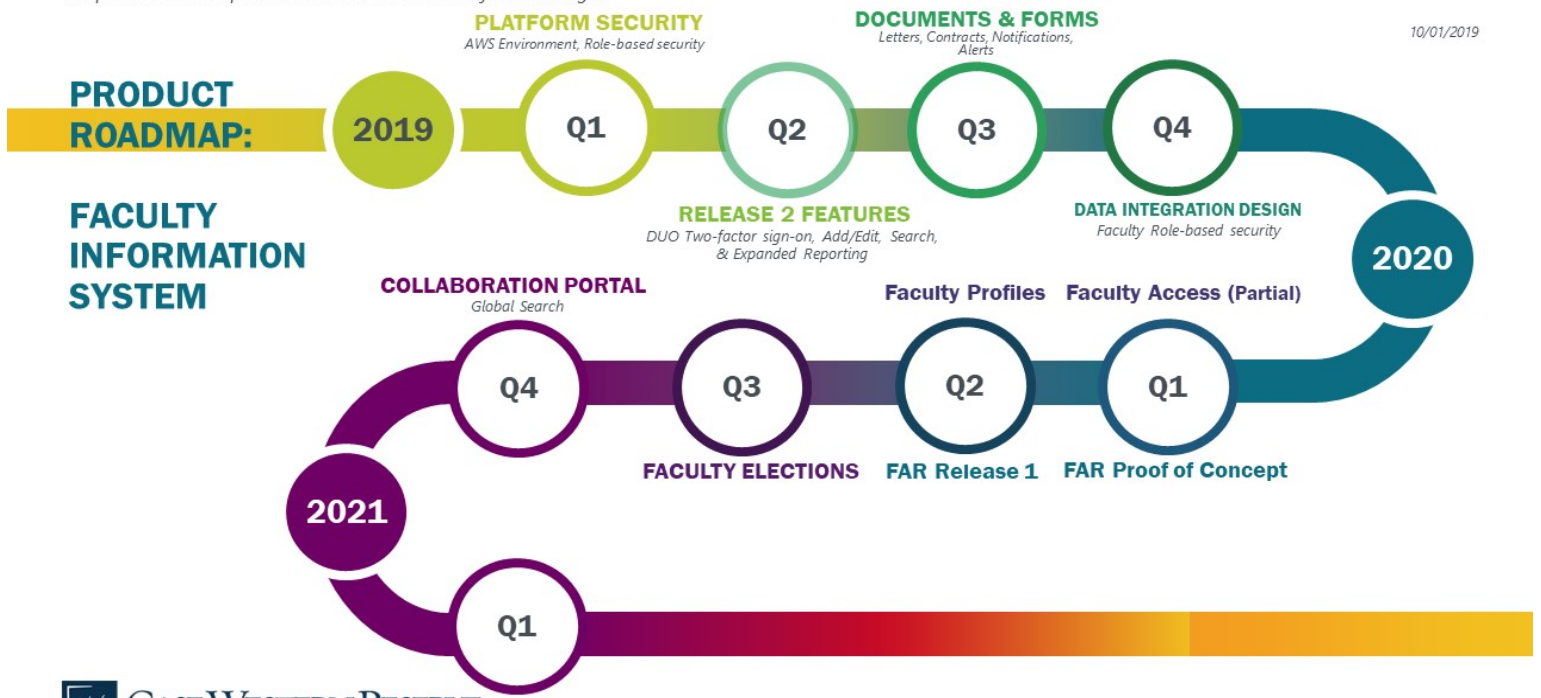 PLATFORM SECURITY
AWS Environment, Role-based security
DOCUMENTS & FORMS
Letters, Contracts, Notifications,
Alerts
10/01/2019
PRODUCT
ROADMAP:
2019
Q1
Q2
Q3
Q4
FACULTY
INFORMATION
SYSTEM
RELEASE 2 FEATURES
DUO Two-factor sign-on, Add/Edit, Search,
& Expanded Reporting
DATA INTEGRATION DESIGN
Faculty Role-based security
2020
COLLABORATION PORTAL
Global Search
Faculty Profiles
Faculty Access (Partial)
Q4
Q3
Q2
Q1
FACULTY ELECTIONS
FAR Release 1
FAR Proof of Concept
2021
Q1
CASE WESTERN RESERVE